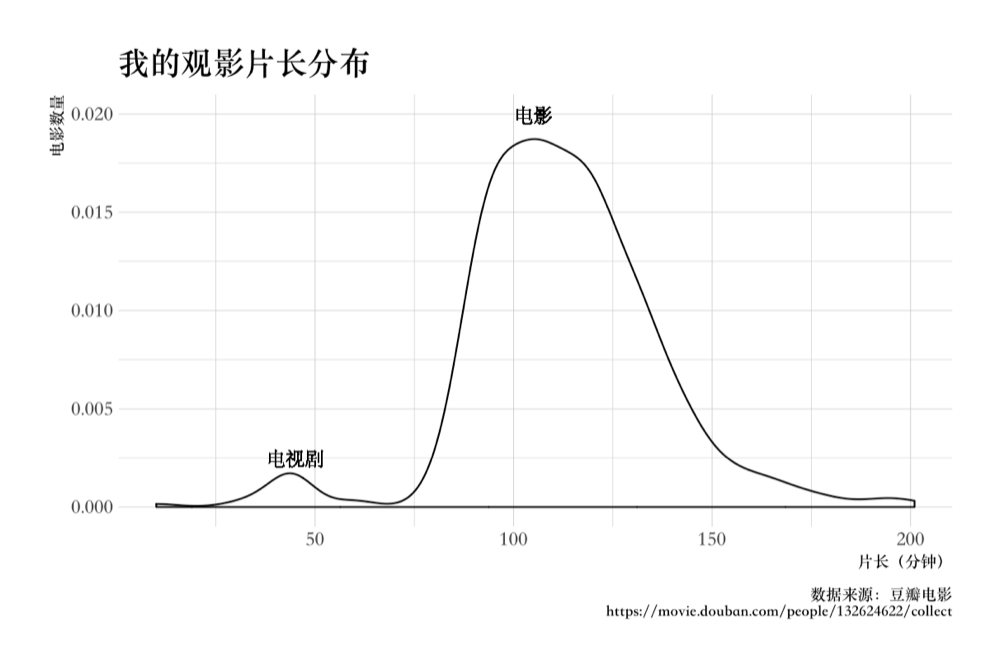 我的观影片长分布
电影数量
0.020
电影
0.015
0.010
0.005
电视剧
0.000
50 100 150 200
片长（分钟）
数据来源：豆瓣电影
https://movie.douban.com/people/132624622/collect